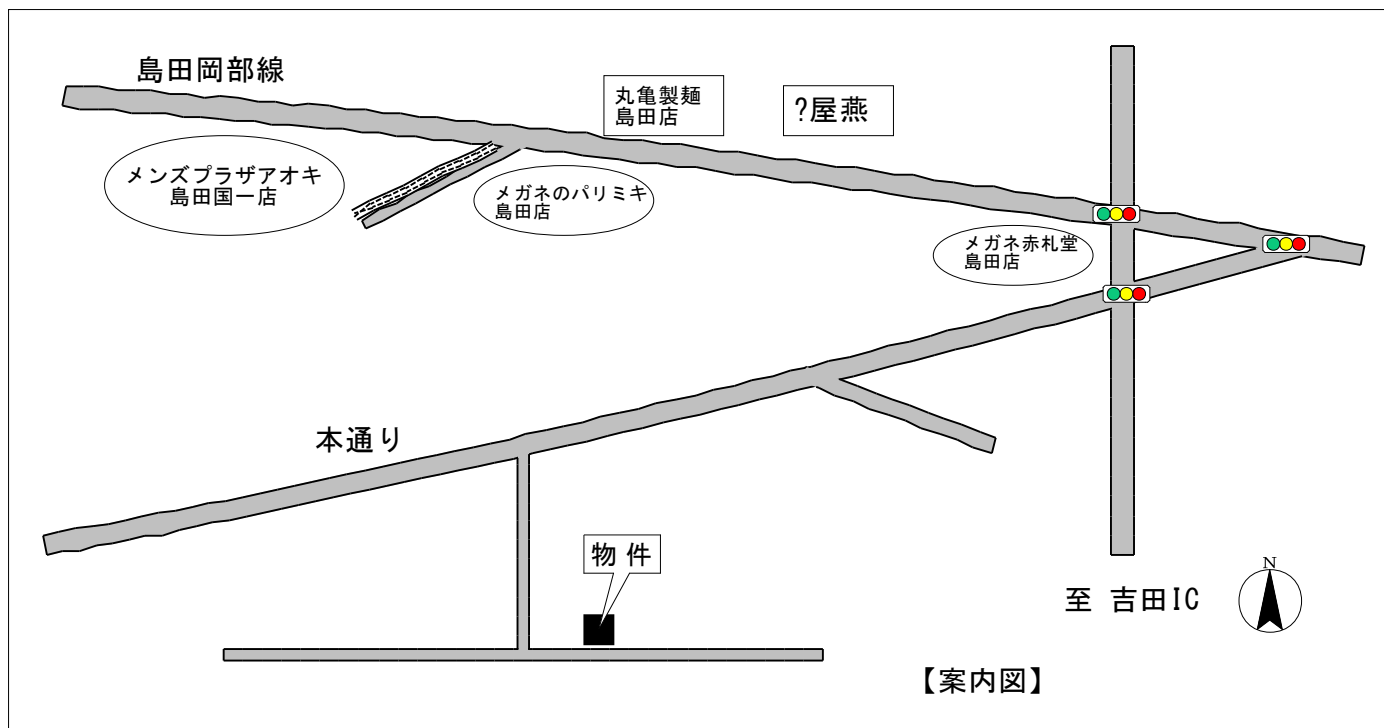 島田岡部線
丸亀製麺
島田店
?屋燕
メンズプラザアオキ
島田国一店
メガネのパリミキ
島田店
メガネ赤札堂
島田店
本通り
物件
至 吉田IC
N
【案内図】